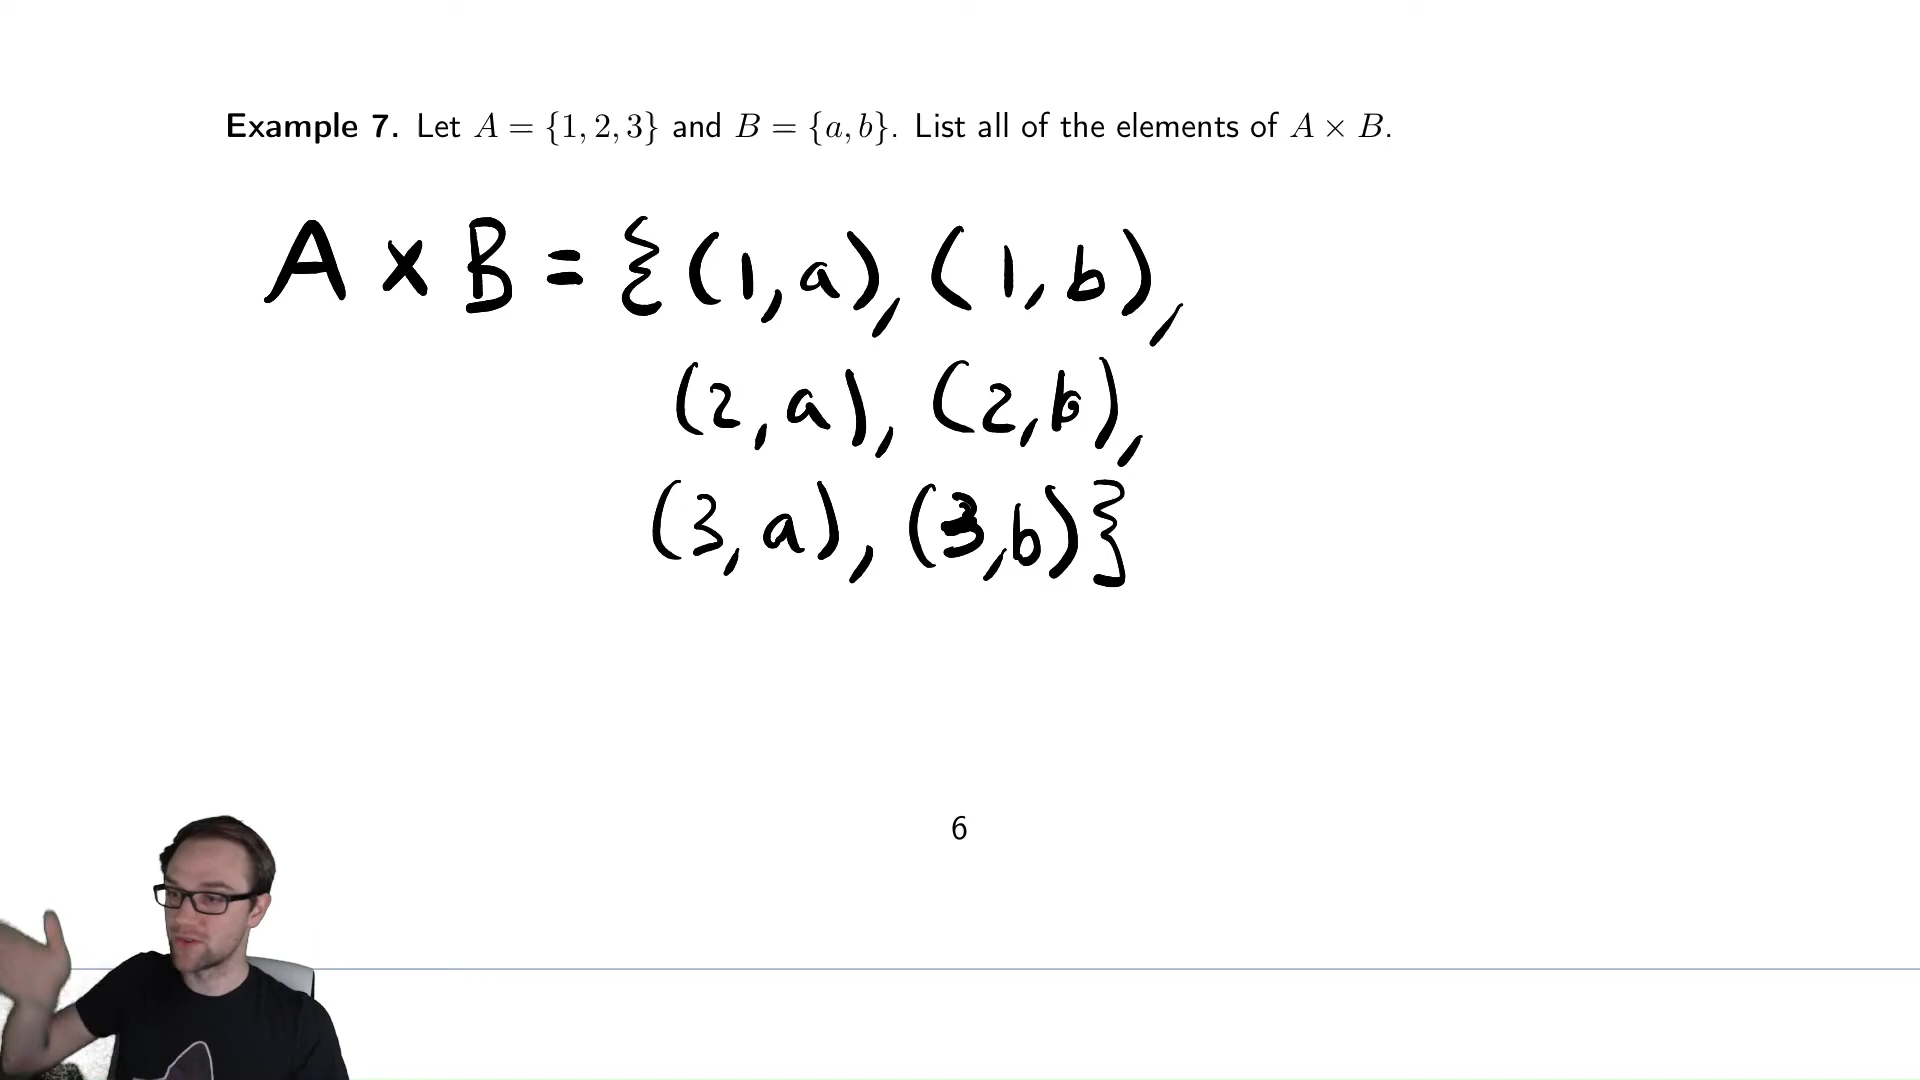 Example 7. Let A = {1, 2, 3} and B = {a, b}. List all of the elements of A × B.
A × B = {(1, a), (1, b),
(2, a), (2, b),
(3, a), (3, b)}
6